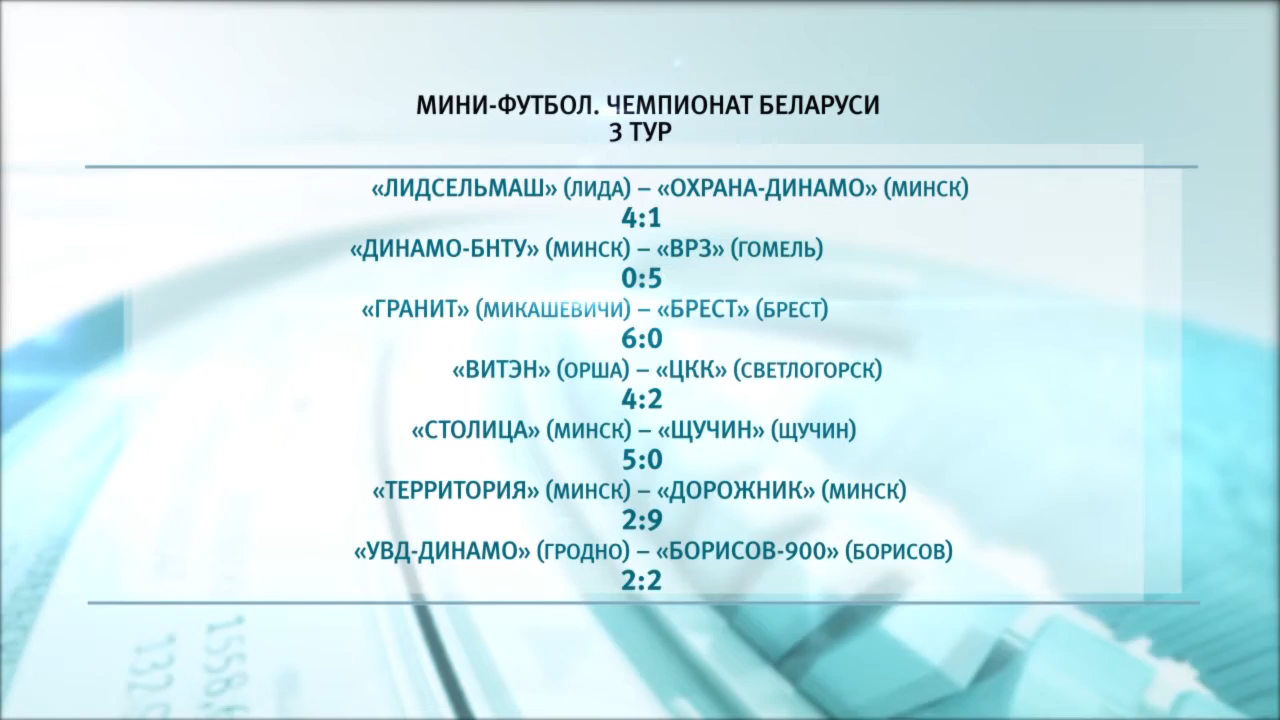 МИНИ-ФУТБОЛ. ЧЕМПИОНАТ БЕЛАРУСИ
3 ТУР
«ЛИДСЕЛЬМАШ» (ЛИДА) – «ОХРАНА-ДИНАМО» (МИНСК)
4:1
«ДИНАМО-БНТУ» (МИНСК) – «ВРЗ» (ГОМЕЛЬ)
0:5
«ГРАНИТ» (МИКАШЕВИЧИ) – «БРЕСТ» (БРЕСТ)
6:0
«ВИТЭН» (ОРША) – «ЦКК» (СВЕТЛОГОРСК)
4:2
«СТОЛИЦА» (МИНСК) – «ЩУЧИН» (ЩУЧИН)
5:0
«ТЕРРИТОРИЯ» (МИНСК) – «ДОРОЖНИК» (МИНСК)
2:9
«УВД-ДИНАМО» (ГРОДНО) – «БОРИСОВ-900» (БОРИСОВ)
2:2